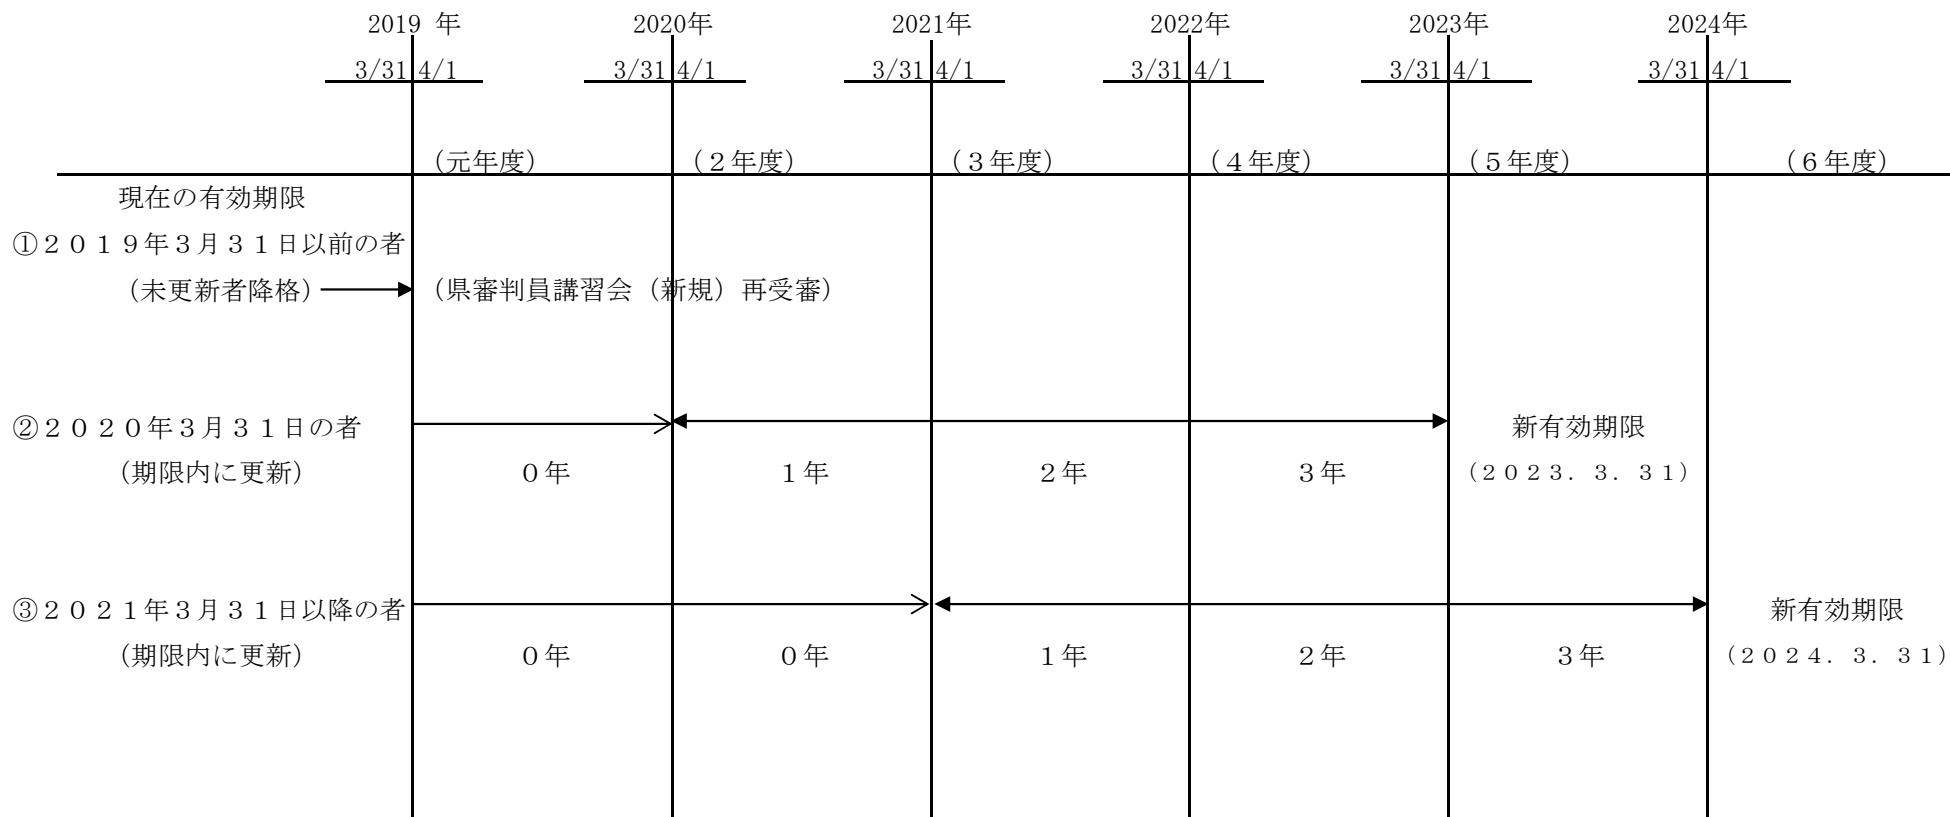 2019 年 2020年 2021年 2022年 2023年 2024年
3/31 4/1 3/31 4/1 3/31 4/1 3/31 4/1 3/31 4/1 3/31 4/1
（元年度） （２年度） （３年度） （４年度） （５年度） （６年度）
現在の有効期限
①２０１９年３月３１日以前の者
（未更新者降格） （県審判員講習会（新規）再受審）
②２０２０年３月３１日の者 新有効期限
（期限内に更新） ０年 １年 ２年 ３年 （２０２３．３．３１）
③２０２１年３月３１日以降の者 新有効期限
（期限内に更新） ０年 ０年 １年 ２年 ３年 （２０２４．３．３１）